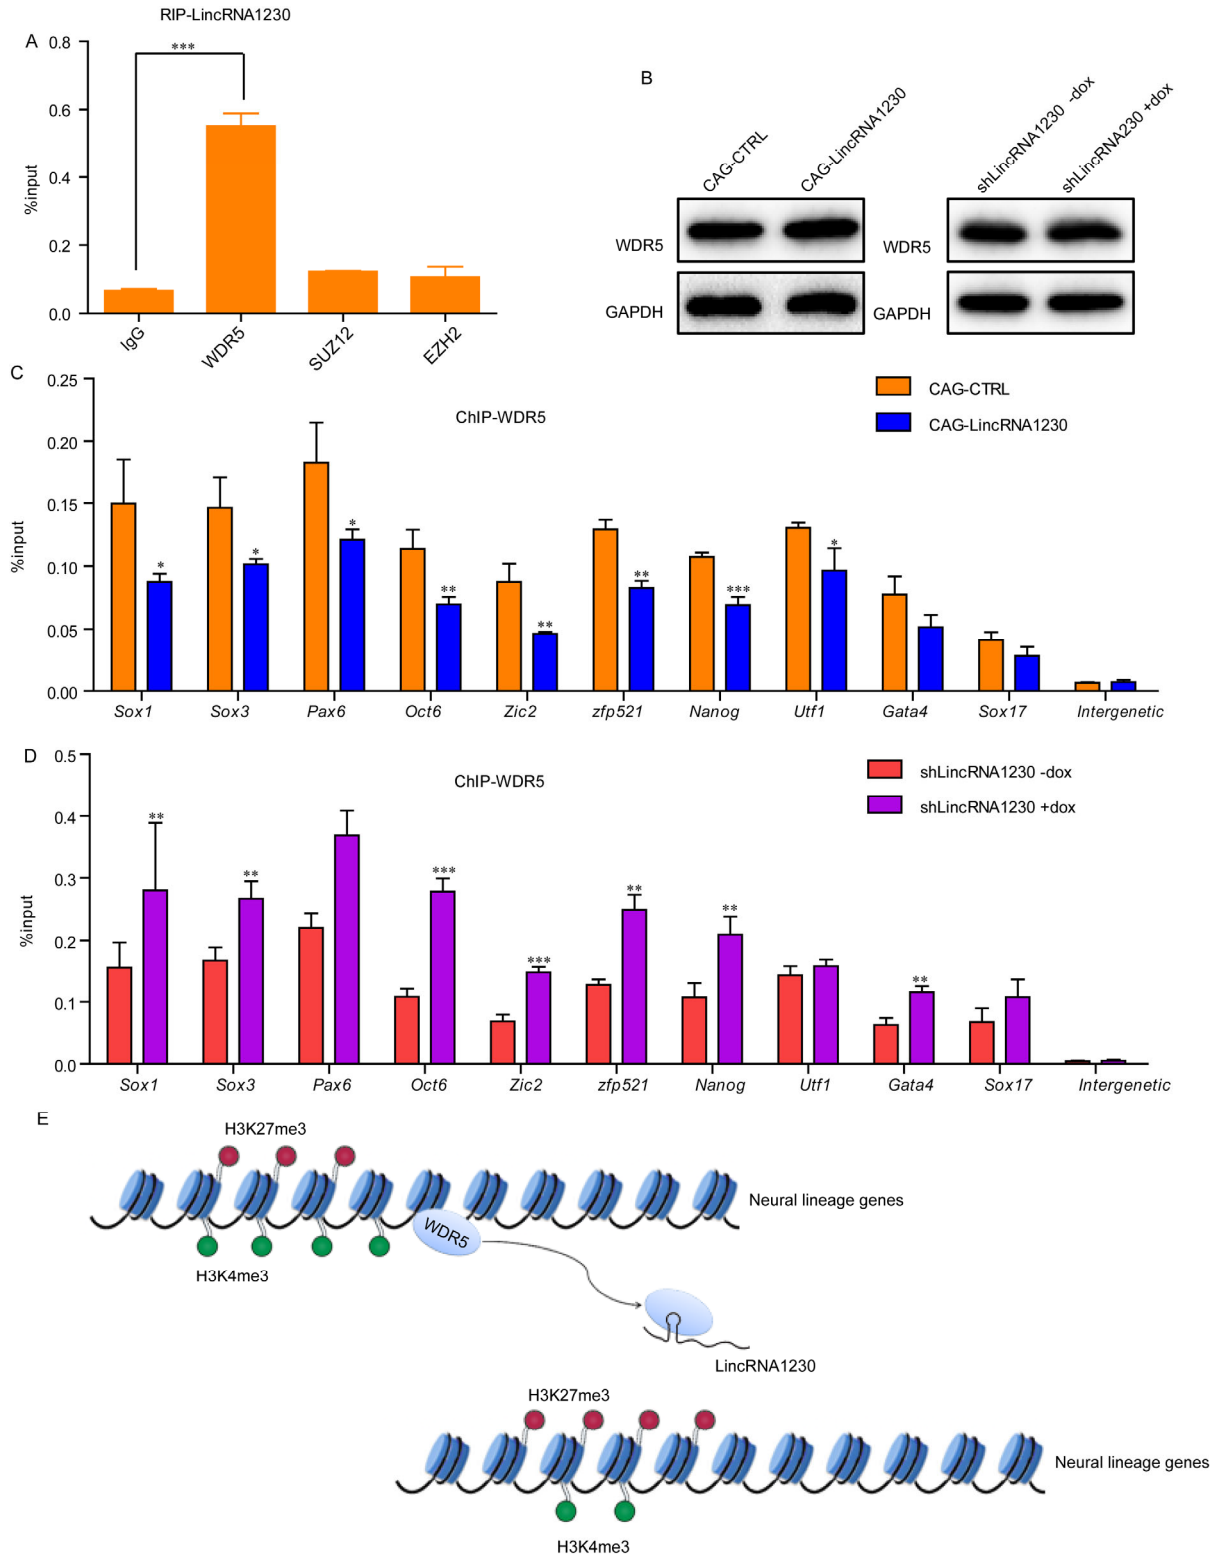 RIP-LincRNA1230
A
***
0.8
0.6
0.4
0.2
0.0
%input
IgG
WDR5
SUZ12
EZH2
B
CAG-CTRL
CAG-LincRNA1230
shLincRNA1230 -dox
shLincRNA230 +dox
WDR5
WDR5
GAPDH
GAPDH
C
ChIP-WDR5
CAG-CTRL
CAG-LincRNA1230
0.25
0.20
0.15
0.10
0.05
0.00
%input
* * * ** ** ** *** *
Sox1 Sox3 Pax6 Oct6 Zic2 zfp521 Nanog Utf1 Gata4 Sox17 Intergenetic
D
ChIP-WDR5
shLincRNA1230 -dox
shLincRNA1230 +dox
0.5
0.4
0.3
0.2
0.1
0.0
%input
** ** *** *** ** ** **
Sox1 Sox3 Pax6 Oct6 Zic2 zfp521 Nanog Utf1 Gata4 Sox17 Intergenetic
E
H3K27me3
Neural lineage genes
WDR5
H3K4me3
LincRNA1230
H3K27me3
Neural lineage genes
H3K4me3